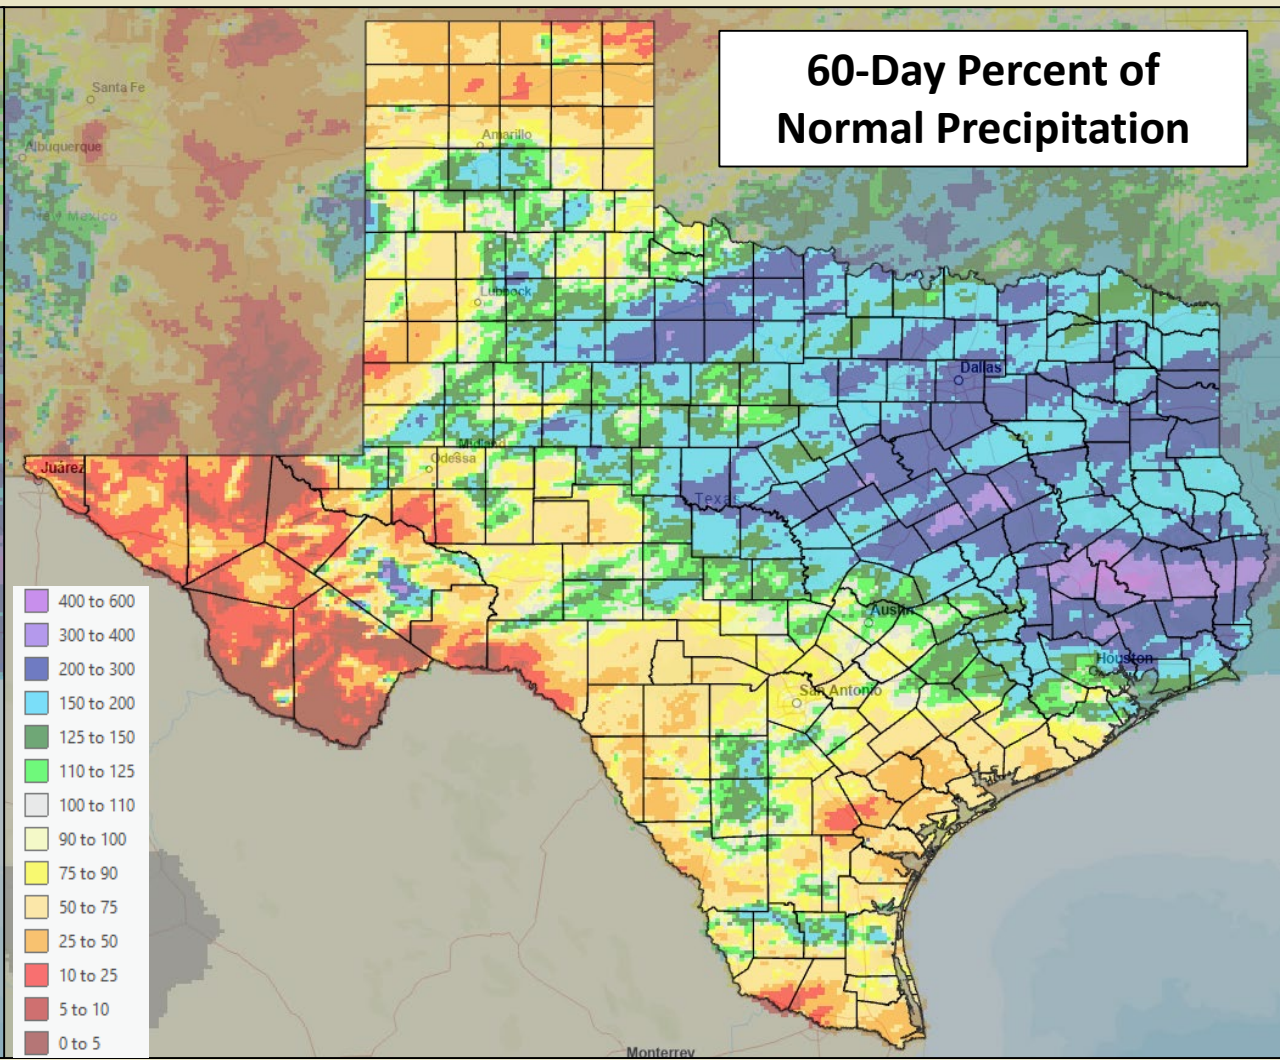 60-Day Percent of
Normal Precipitation
Santa Fe
Albuquerque
New Mexico
Amarillo
Lubbock
Dallas
Midland
Odessa
Juárez
Texas
Austin
Houston
San Antonio
Monterrey
400 to 600
300 to 400
200 to 300
150 to 200
125 to 150
110 to 125
100 to 110
90 to 100
75 to 90
50 to 75
25 to 50
10 to 25
5 to 10
0 to 5